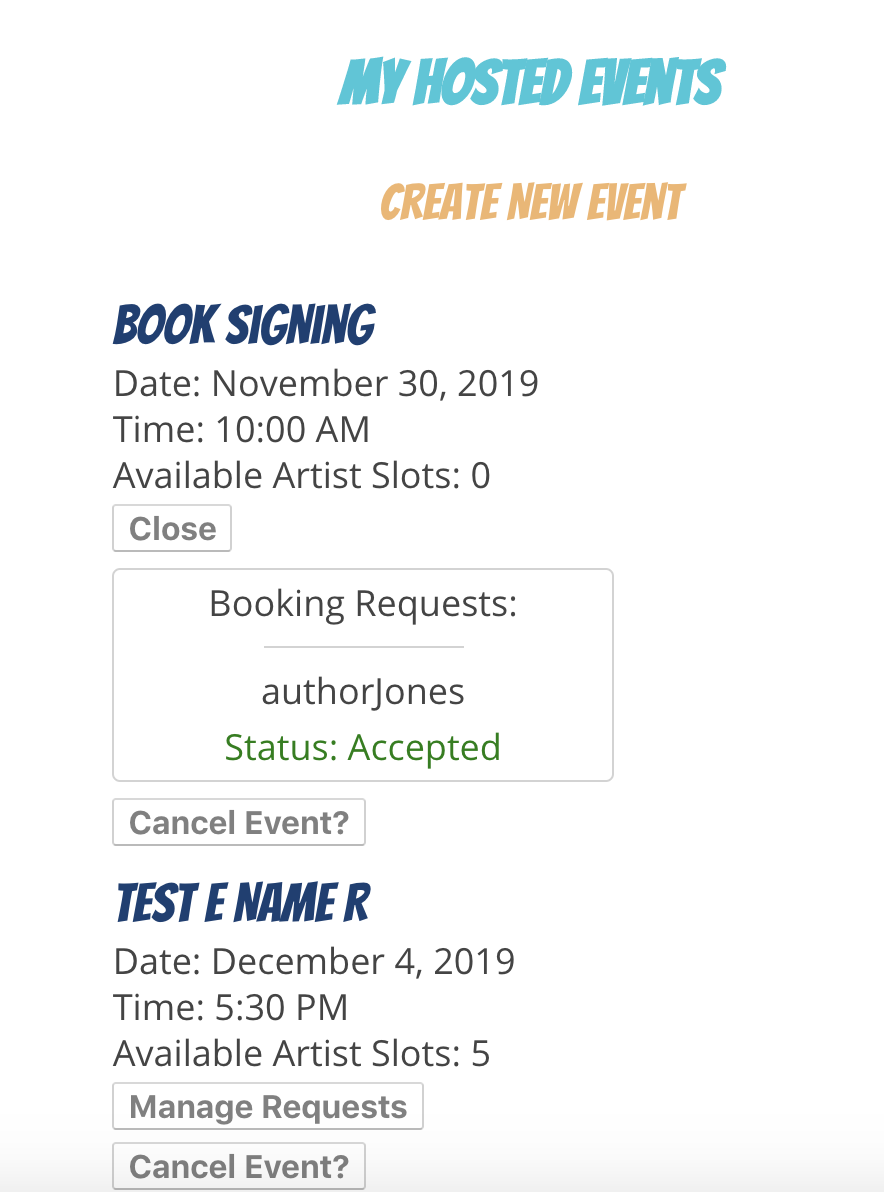 MY HOSTED EVENTS
CREATE NEW EVENT
BOOK SIGNING
Date: November 30, 2019
Time: 10:00 AM
Available Artist Slots: 0
Close
Booking Requests:
authorJones
Status: Accepted
Cancel Event?
TEST E NAME R
Date: December 4, 2019
Time: 5:30 PM
Available Artist Slots: 5
Manage Requests
Cancel Event?